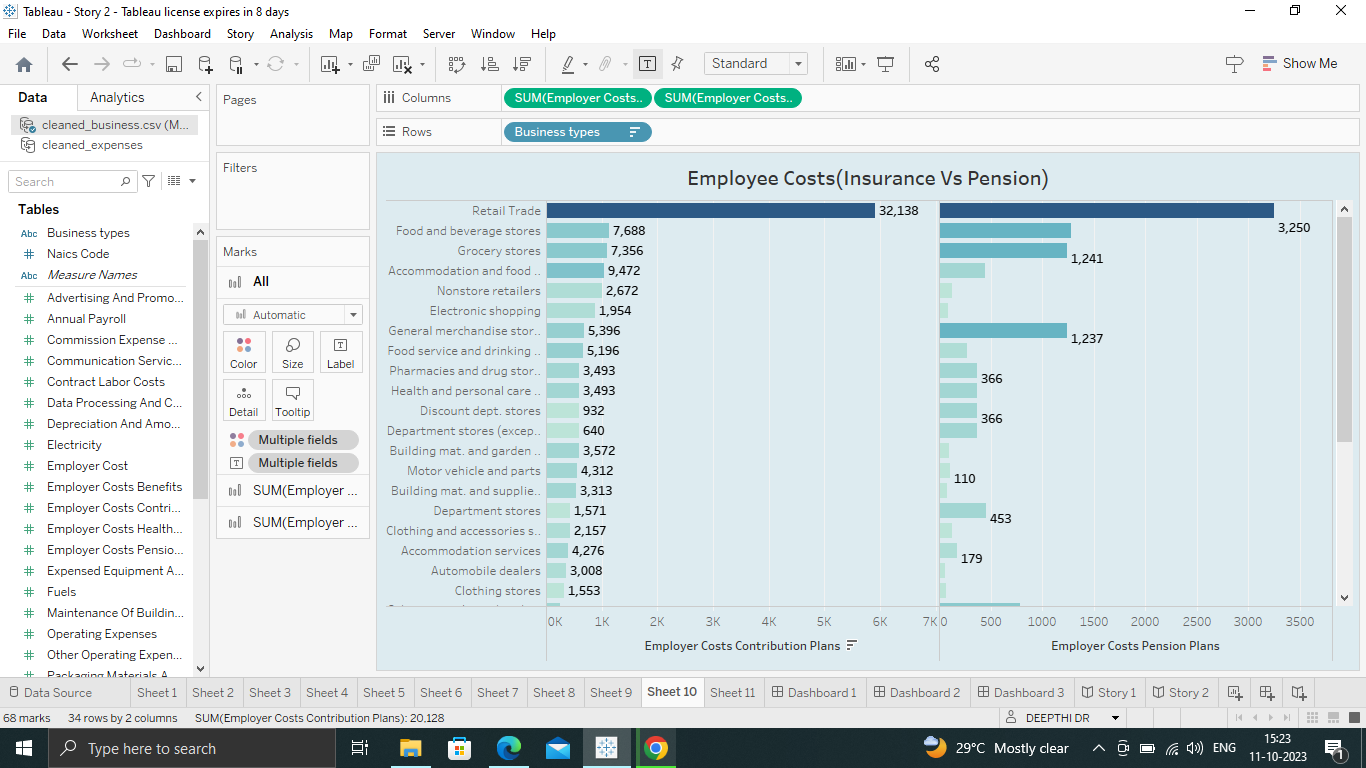 Tableau - Story 2 - Tableau license expires in 8 days
File Data Worksheet Dashboard Story Analysis Map Format Server Window Help
Standard
Show Me
Data Analytics
cleaned_business.csv (M...
cleaned_expenses
Search
Tables
Abc Business types
# Naics Code
Abc Measure Names
# Advertising And Promo...
# Annual Payroll
# Commission Expense ...
# Communication Servic...
# Contract Labor Costs
# Data Processing And C...
# Depreciation And Amo...
# Electricity
# Employer Cost
# Employer Costs Benefits
# Employer Costs Contri...
# Employer Costs Health...
# Employer Costs Pensio...
# Expensed Equipment A...
# Fuels
# Maintenance Of Buildin...
# Operating Expenses
# Other Operating Expen...
# Packaging Materials A
Pages
Filters
Marks
All
Automatic
Color Size Label
Detail Tooltip
Multiple fields
Multiple fields
SUM(Employer ...
SUM(Employer ...
Columns SUM(Employer Costs.. SUM(Employer Costs..
Rows Business types
Employee Costs(Insurance Vs Pension)
Retail Trade 32,138 3,250
Food and beverage stores 7,688
Grocery stores 7,356 1,241
Accommodation and food .. 9,472
Nonstore retailers 2,672
Electronic shopping 1,954
General merchandise stor.. 5,396 1,237
Food service and drinking .. 5,196
Pharmacies and drug stor.. 3,493 366
Health and personal care .. 3,493
Discount dept. stores 932 366
Department stores (excep.. 640
Building mat. and garden .. 3,572
Motor vehicle and parts 4,312 110
Building mat. and supplie.. 3,313
Department stores 1,571 453
Clothing and accessories s.. 2,157
Accommodation services 4,276 179
Automobile dealers 3,008
Clothing stores 1,553
0K 1K 2K 3K 4K 5K 6K 7K 0 500 1000 1500 2000 2500 3000 3500
Employer Costs Contribution Plans Employer Costs Pension Plans
Data Source Sheet 1 Sheet 2 Sheet 3 Sheet 4 Sheet 5 Sheet 6 Sheet 7 Sheet 8 Sheet 9 Sheet 10 Sheet 11 Dashboard 1 Dashboard 2 Dashboard 3 Story 1 Story 2
68 marks 34 rows by 2 columns SUM(Employer Costs Contribution Plans): 20,128 DEEPTHI DR
Type here to search
29°C Mostly clear
ENG
15:23
11-10-2023
1